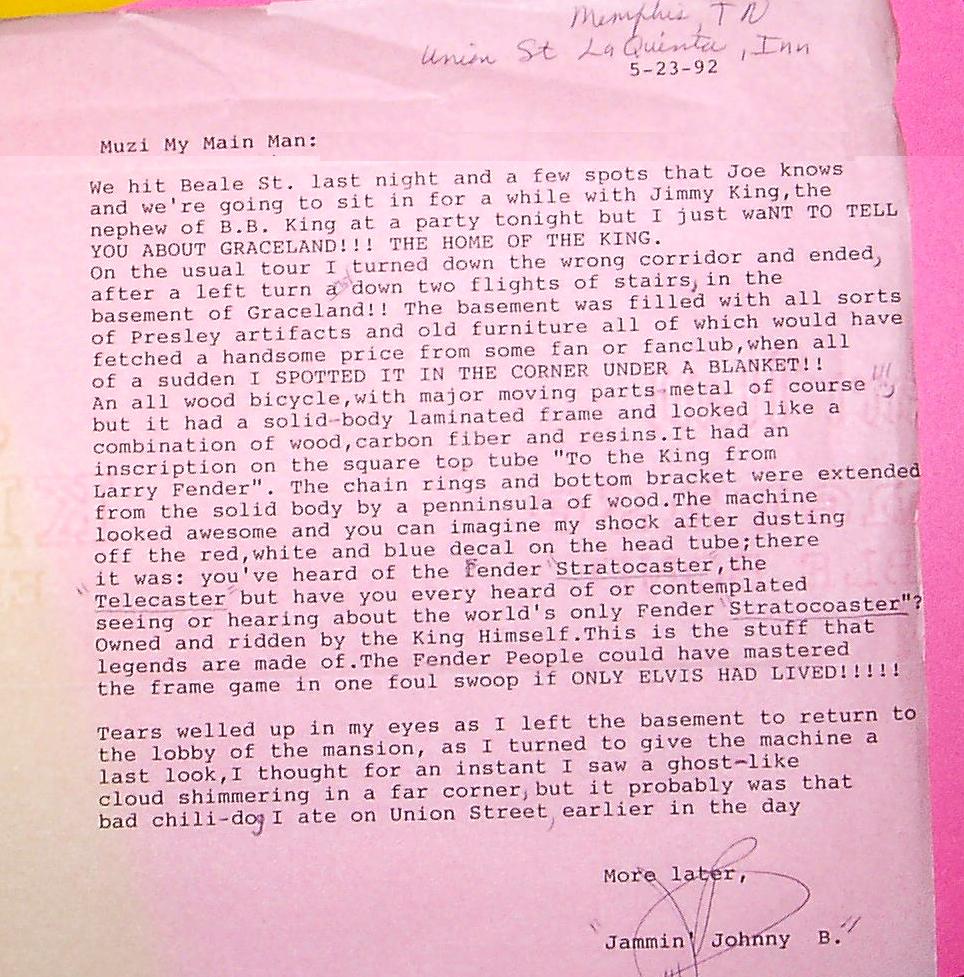 Memphis, TN
Union St LaQuinta, Inn
5-23-92
Muzi My Main Man:
We hit Beale St. last night and a few spots that Joe knows
and we're going to sit in for a while with Jimmy King,the
nephew of B.B. King at a party tonight but I just waNT TO TELL
YOU ABOUT GRACELAND!!! THE HOME OF THE KING.
On the usual tour I turned down the wrong corridor and ended,
after a left turn a down two flights of stairs, in the
basement of Graceland!! The basement was filled with all sorts
of Presley artifacts and old furniture all of which would have
fetched a handsome price from some fan or fanclub,when all
of a sudden I SPOTTED IT IN THE CORNER UNDER A BLANKET!!
An all wood bicycle,with major moving parts-metal of course
but it had a solid-body laminated frame and looked like a
combination of wood,carbon fiber and resins.It had an
inscription on the square top tube "To the King from
Larry Fender". The chain rings and bottom bracket were extended
from the solid body by a penninsula of wood.The machine
looked awesome and you can imagine my shock after dusting
off the red,white and blue decal on the head tube;there
it was: you've heard of the Fender "Stratocaster",the
"Telecaster" but have you every heard of or contemplated
seeing or hearing about the world's only Fender "Stratocoaster"?
Owned and ridden by the King Himself.This is the stuff that
legends are made of.The Fender People could have mastered
the frame game in one foul swoop if ONLY ELVIS HAD LIVED!!!!!
Tears welled up in my eyes as I left the basement to return to
the lobby of the mansion, as I turned to give the machine a
last look,I thought for an instant I saw a ghost-like
cloud shimmering in a far corner, but it probably was that
bad chili-dog I ate on Union Street, earlier in the day
More later,
"Jammin' Johnny B."